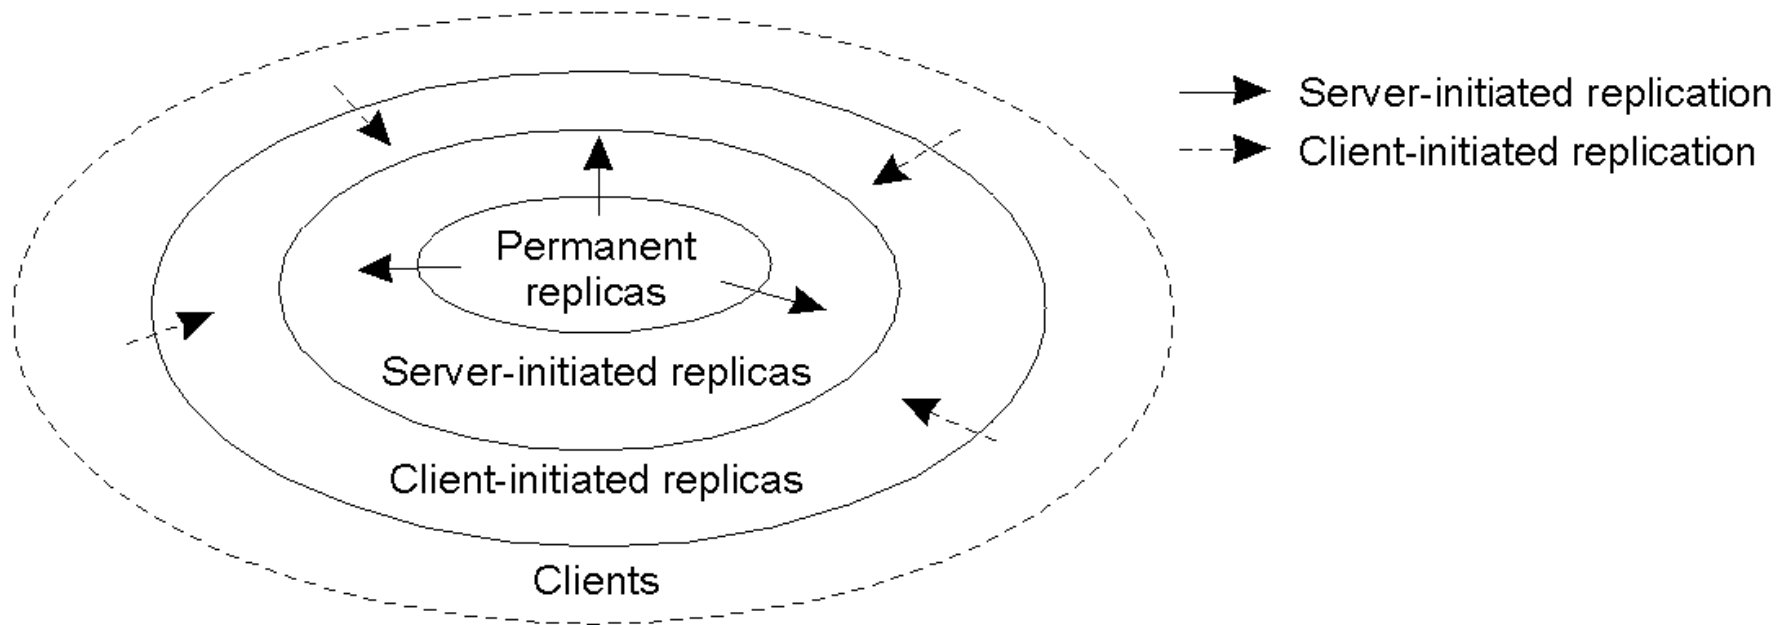 Server-initiated replication
Client-initiated replication
Permanent
replicas
Server-initiated replicas
Client-initiated replicas
Clients